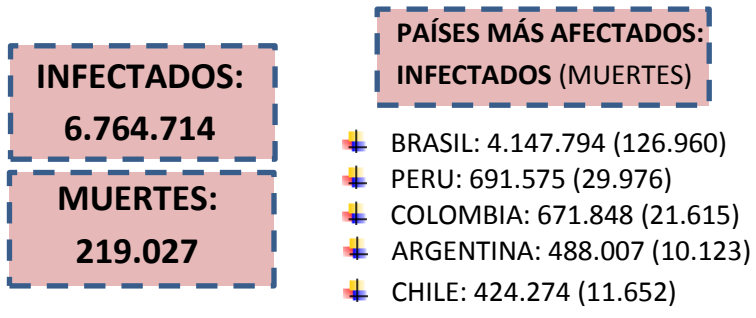 INFECTADOS:
6.764.714
MUERTES:
219.027
PAÍSES MÁS AFECTADOS:
INFECTADOS (MUERTES)
BRASIL: 4.147.794 (126.960)
PERU: 691.575 (29.976)
COLOMBIA: 671.848 (21.615)
ARGENTINA: 488.007 (10.123)
CHILE: 424.274 (11.652)